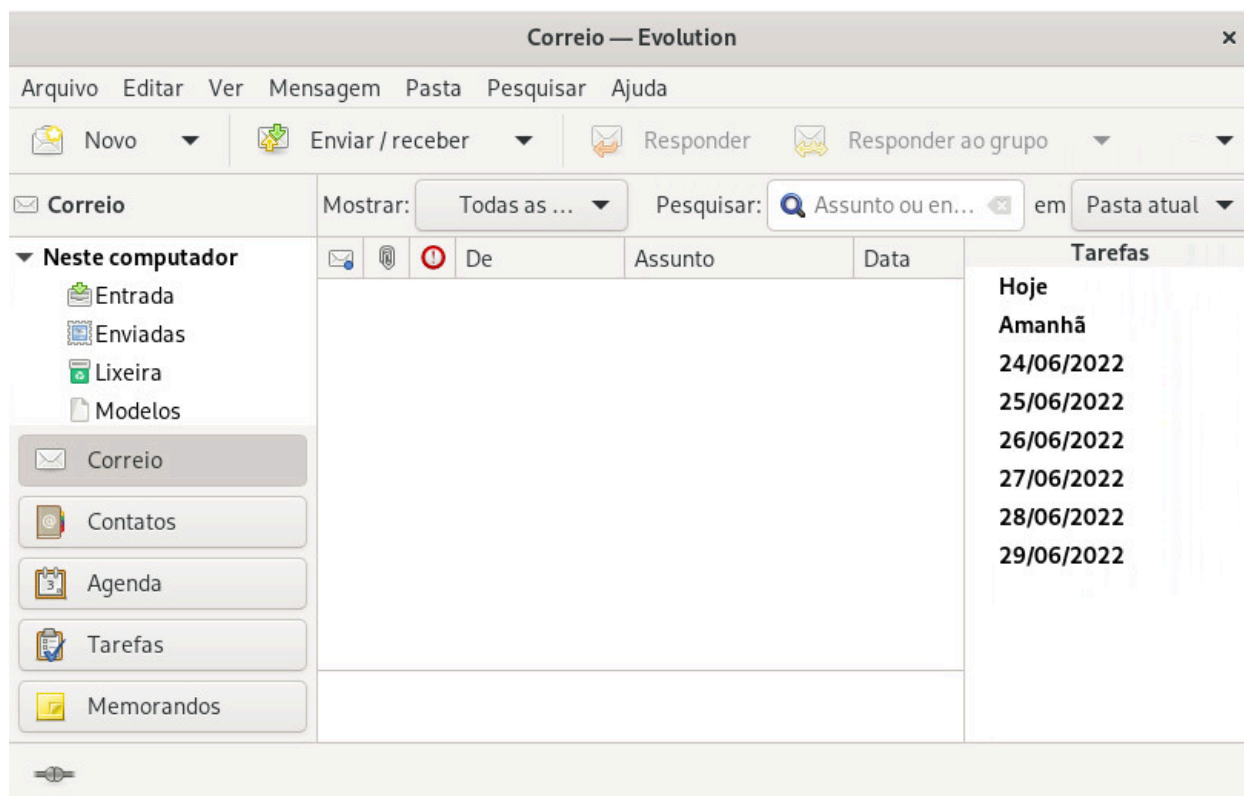 Correio — Evolution
Arquivo Editar Ver Mensagem Pasta Pesquisar Ajuda
Novo Enviar / receber Responder Responder ao grupo
Correio Mostrar: Todas as ... Pesquisar: Assunto ou en... em Pasta atual
Neste computador
Entrada
Enviadas
Lixeira
Modelos
Correio
Contatos
Agenda
Tarefas
Memorandos
De Assunto Data
Tarefas
Hoje
Amanhã
24/06/2022
25/06/2022
26/06/2022
27/06/2022
28/06/2022
29/06/2022